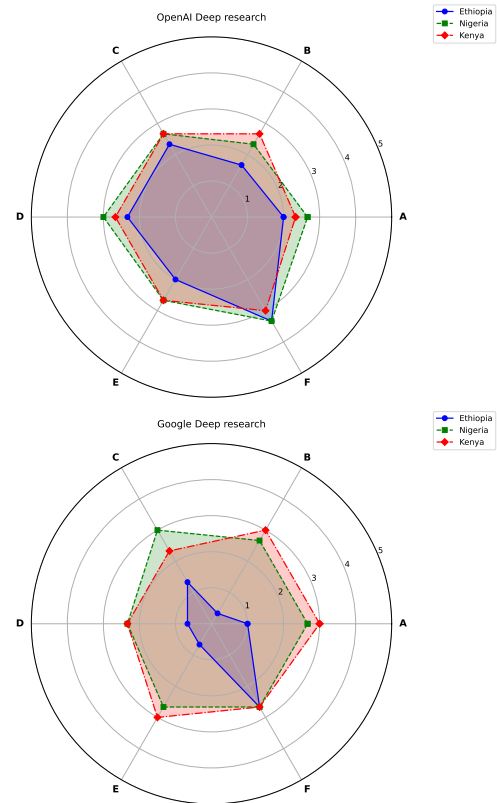 OpenAI Deep research
Ethiopia
Nigeria
Kenya
C
B
5
4
3
2
1
D
A
E
F
Google Deep research
Ethiopia
Nigeria
Kenya
C
B
5
4
3
2
1
D
A
E
F